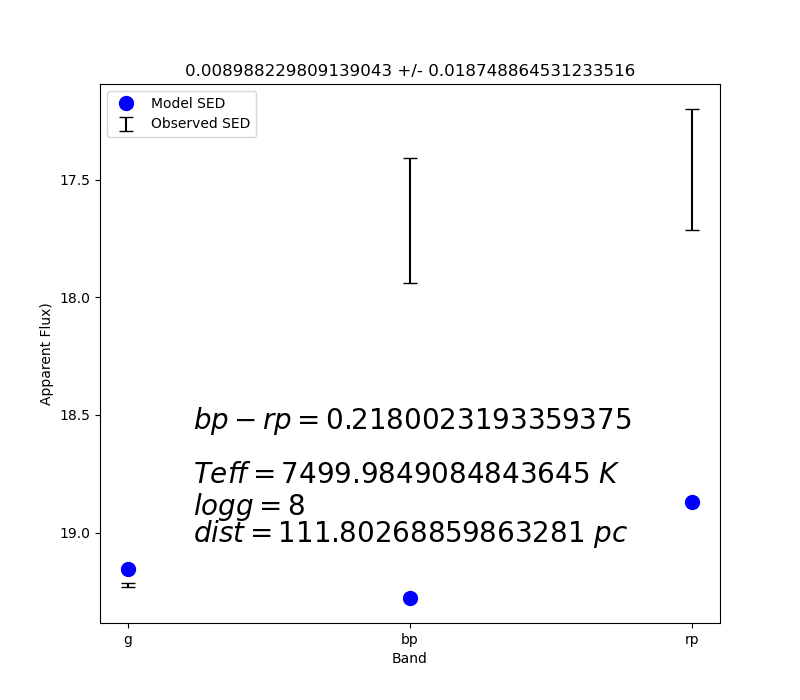 0.008988229809139043 +/- 0.018748864531233516
Model SED
Observed SED
17.5
18.0
18.5
19.0
Apparent Flux)
bp − rp = 0.2180023193359375
Teff = 7499.9849084843645 K
logg = 8
dist = 111.80268859863281 pc
g
bp
rp
Band